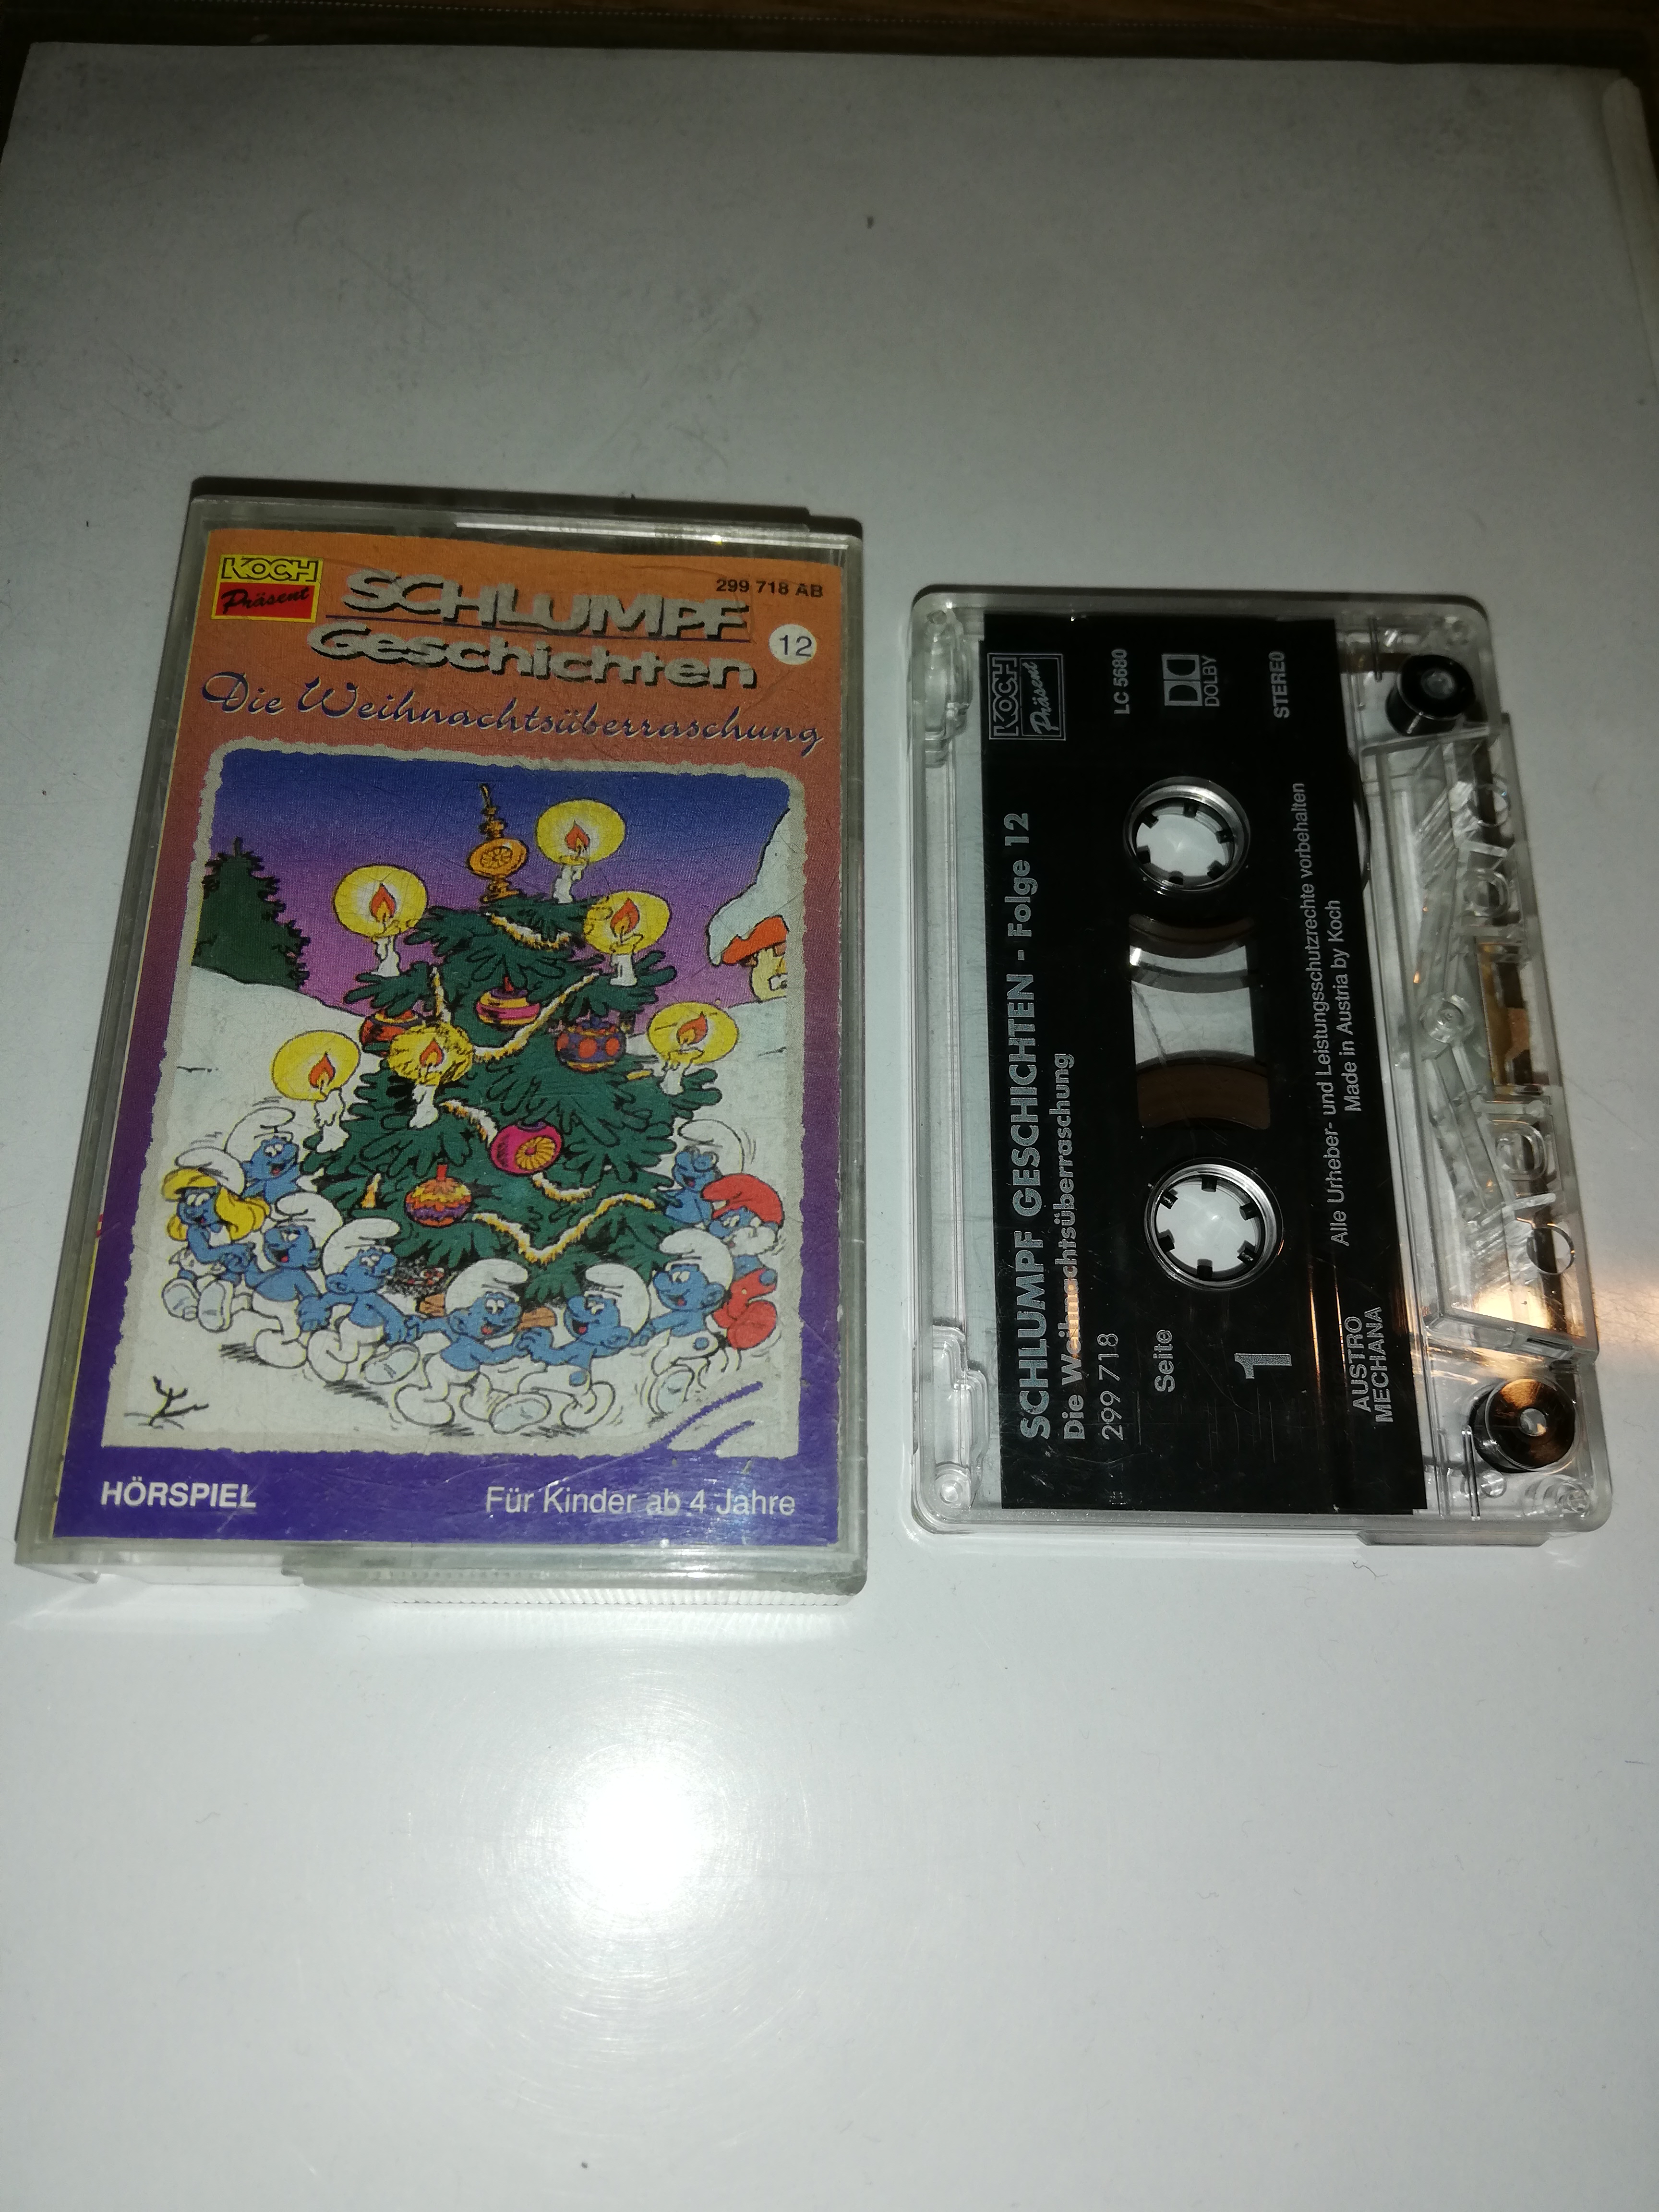 KOCH
Präsent
299 718 AB
SCHLUMPF
Geschichten
12
Die Weihnachtsüberraschung
HÖRSPIEL
Für Kinder ab 4 Jahre
KOCH
Präsent
LC 5680
DOLBY
STEREO
SCHLUMPF GESCHICHTEN - Folge 12
Die Weihnachtsüberraschung
299 718
Seite
1
Alle Urheber- und Leistungsschutzrechte vorbehalten
Made in Austria by Koch
AUSTRO
MECHANA